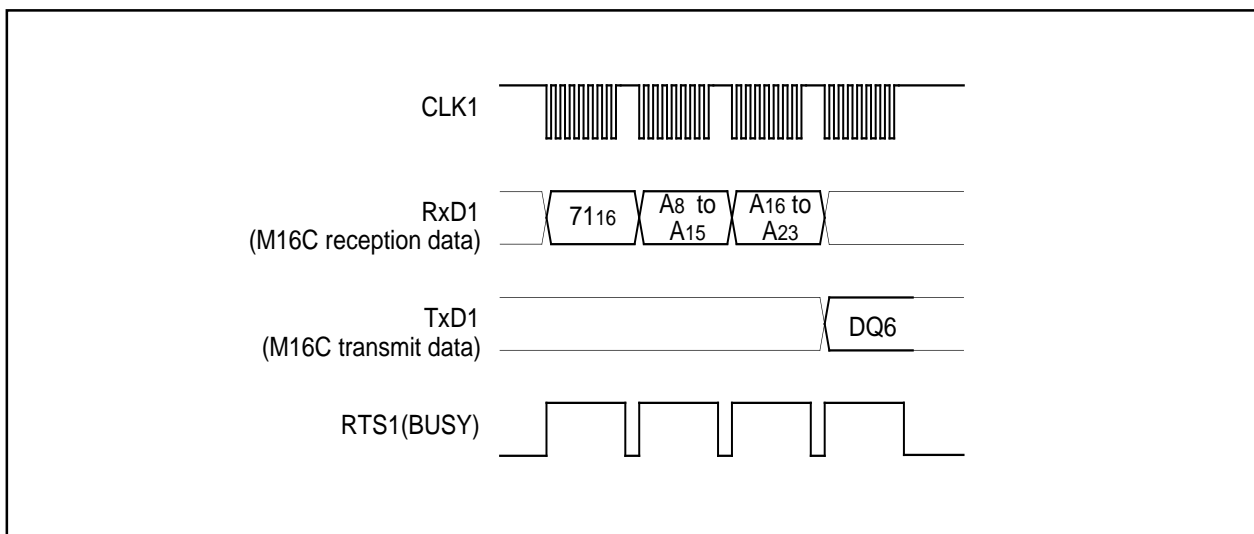 CLK1
RxD1
(M16C reception data)
7116
A8 to
A15
A16 to
A23
TxD1
(M16C transmit data)
DQ6
RTS1(BUSY)